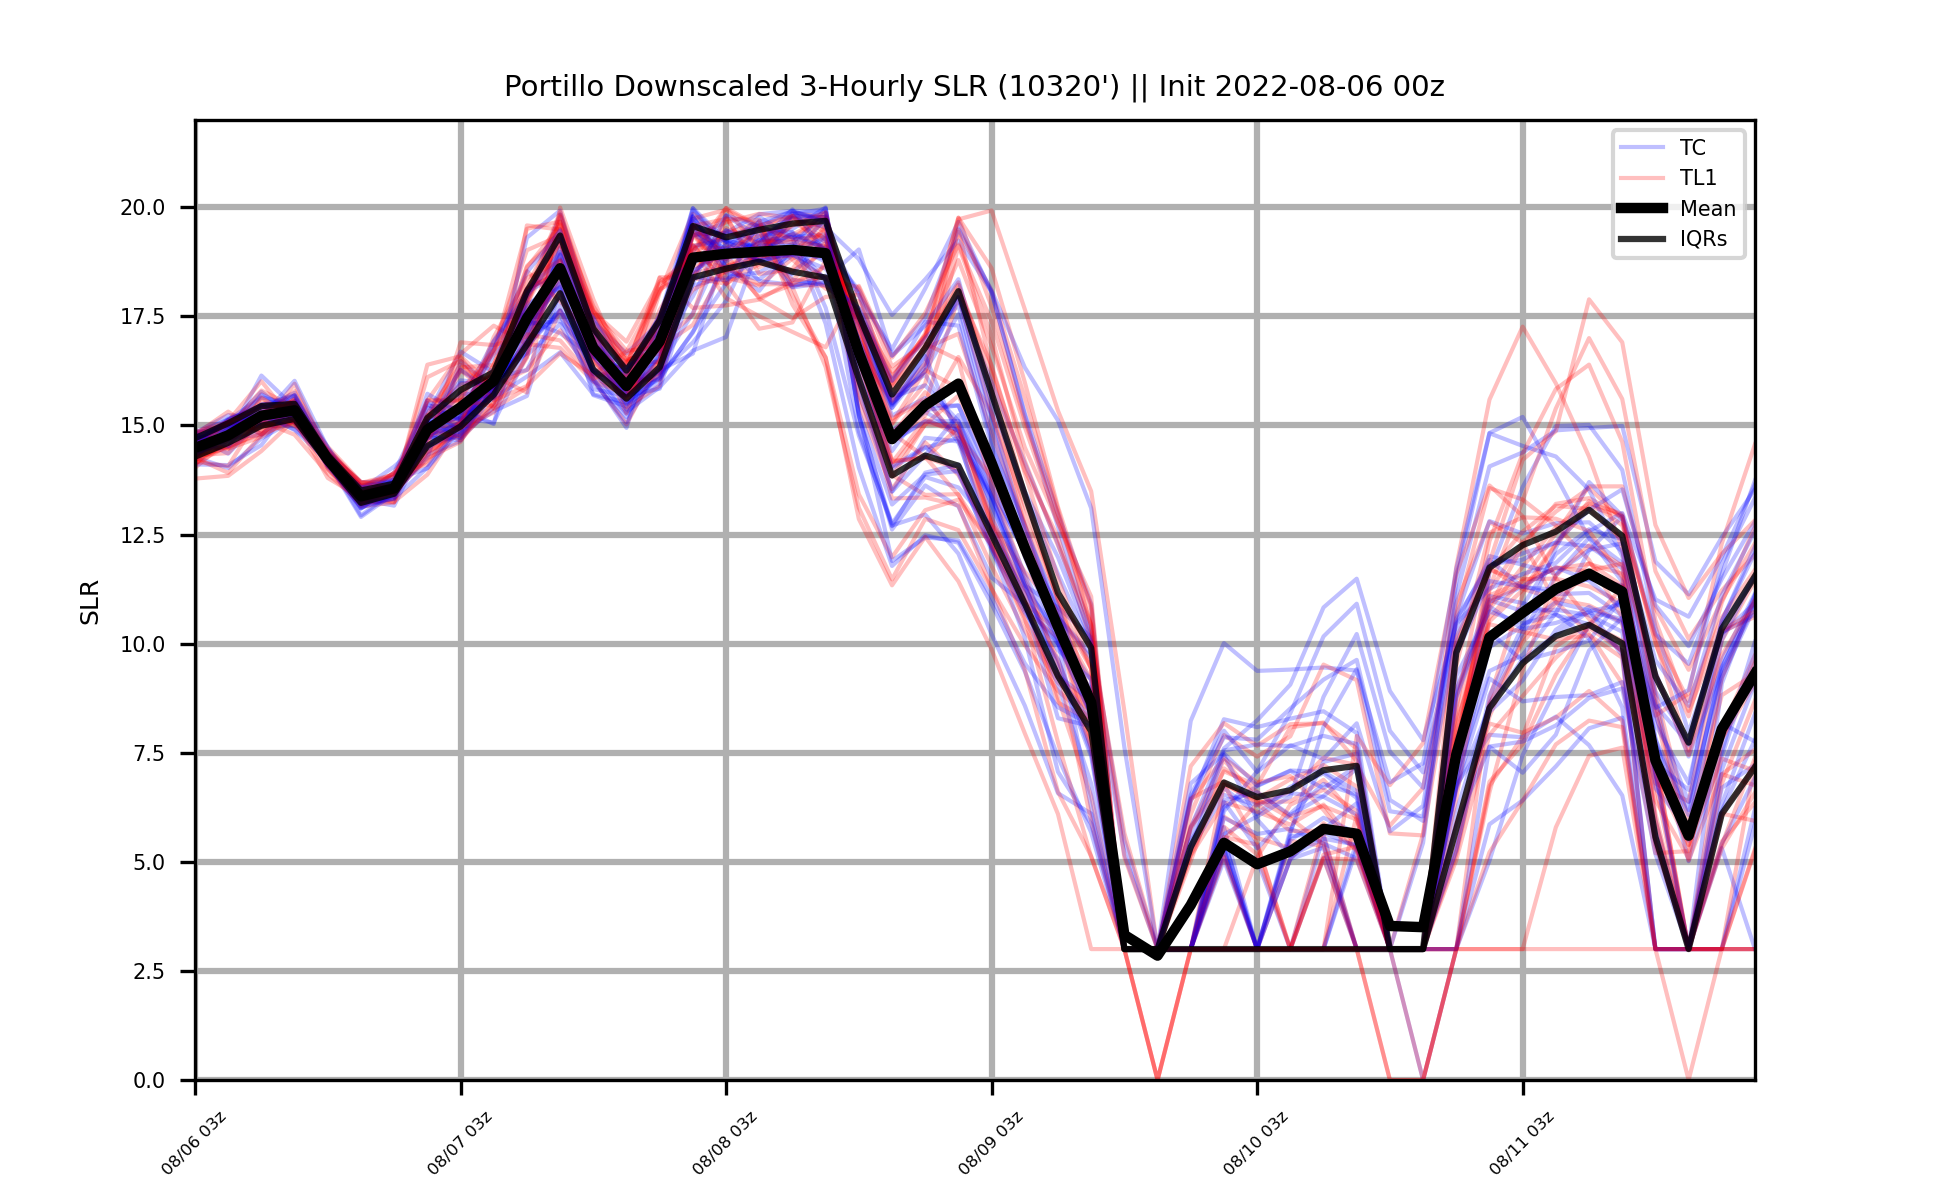 Portillo Downscaled 3-Hourly SLR (10320') || Init 2022-08-06 00z
TC
TL1
Mean
IQRs
SLR
20.0
17.5
15.0
12.5
10.0
7.5
5.0
2.5
0.0
08/06 03z
08/07 03z
08/08 03z
08/09 03z
08/10 03z
08/11 03z